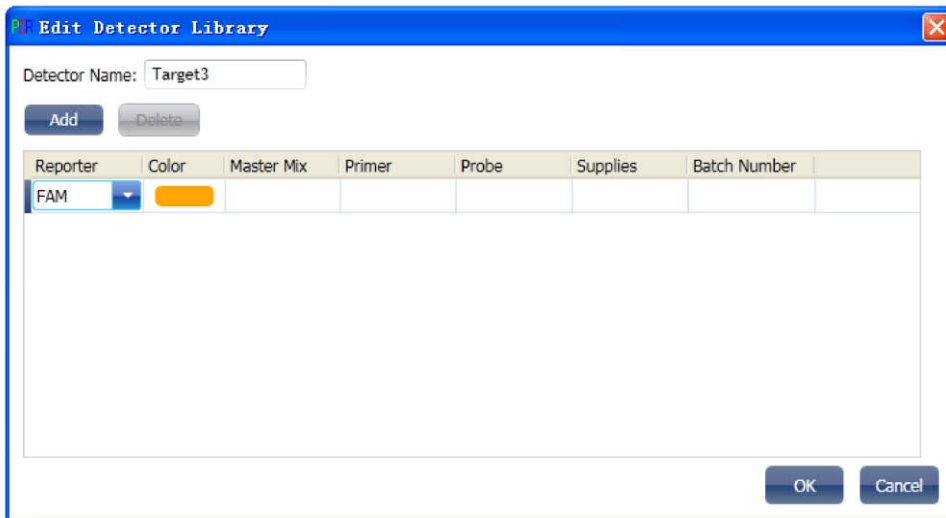 PCR Edit Detector Library
Detector Name: Target3
Add Delete
Reporter Color Master Mix Primer Probe Supplies Batch Number
FAM
OK Cancel